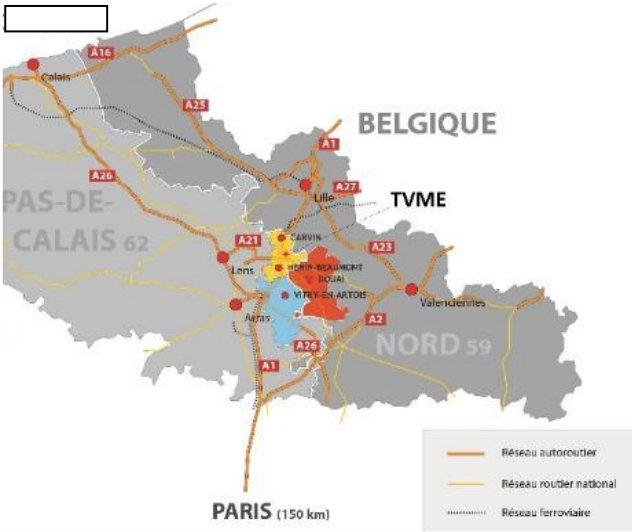 A16
Calais
A25
BELGIQUE
A1
A26
A27
Lille
TVME
PAS-DE-
CALAIS 62
CARVIN
A21
A23
Lens
HENIN-BEAUMONT
DOUAI
VITRY-EN-ARTOIS
Valenciennes
Arras
A2
NORD 59
A26
A1
Réseau autoroutier
Réseau routier national
Réseau ferroviaire
PARIS (150 km)